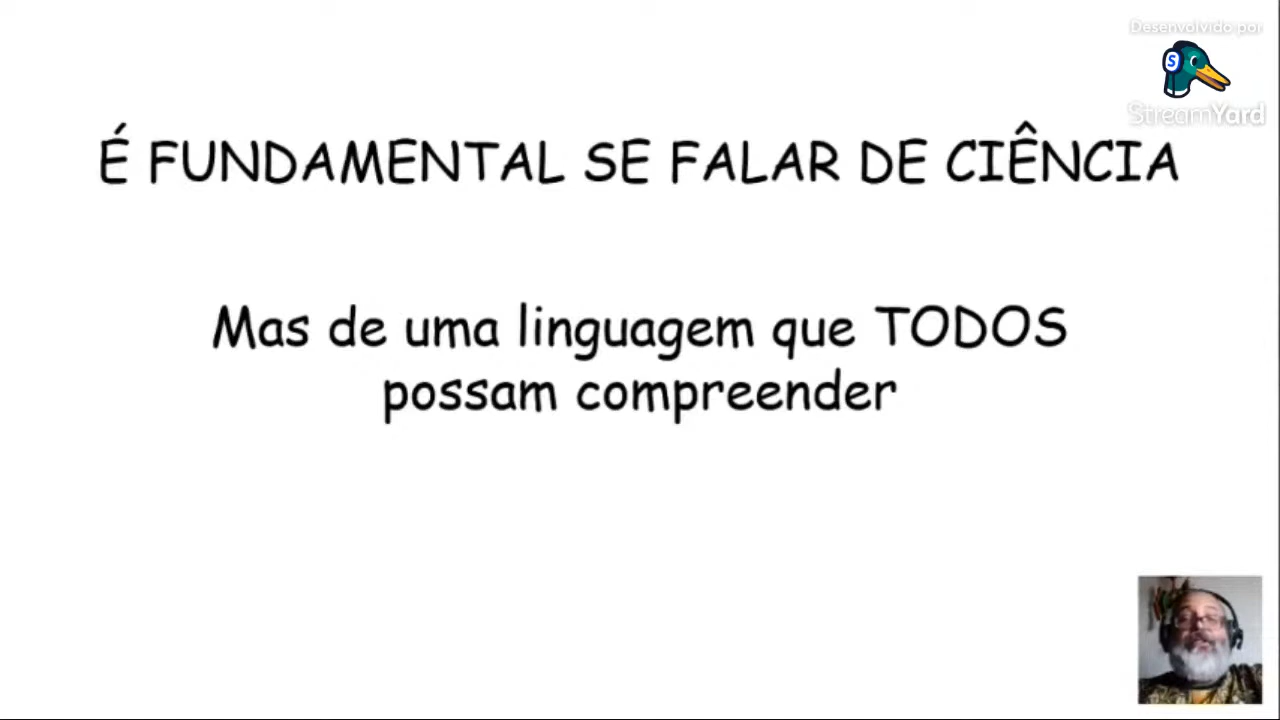 Desenvolvido por
StreamYard
É FUNDAMENTAL SE FALAR DE CIÊNCIA
Mas de uma linguagem que TODOS
possam compreender